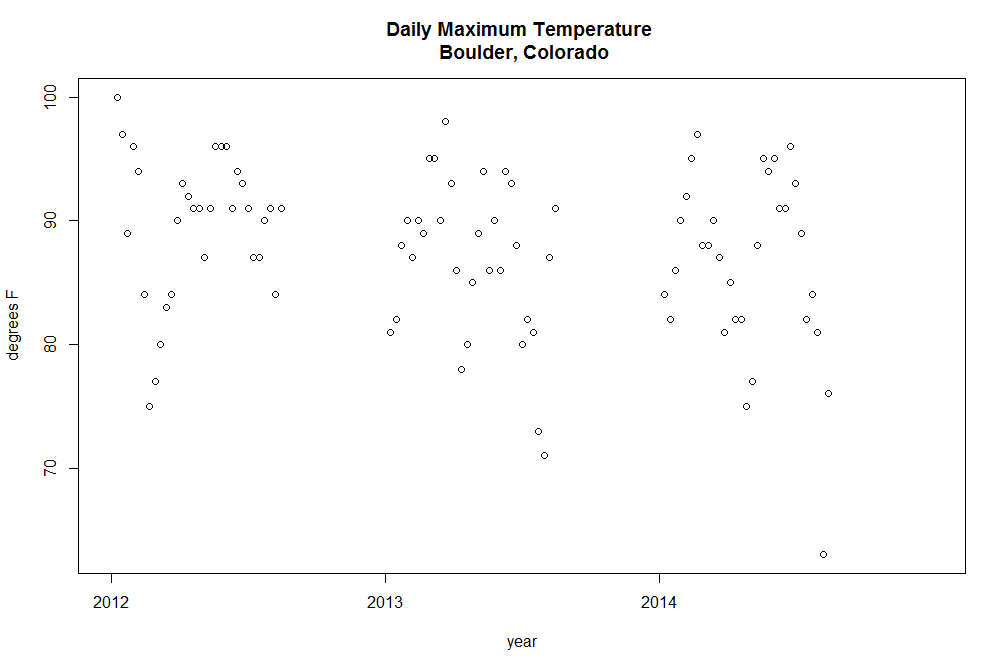 Daily Maximum Temperature
Boulder, Colorado
100
90
80
70
degrees F
2012
2013
2014
year